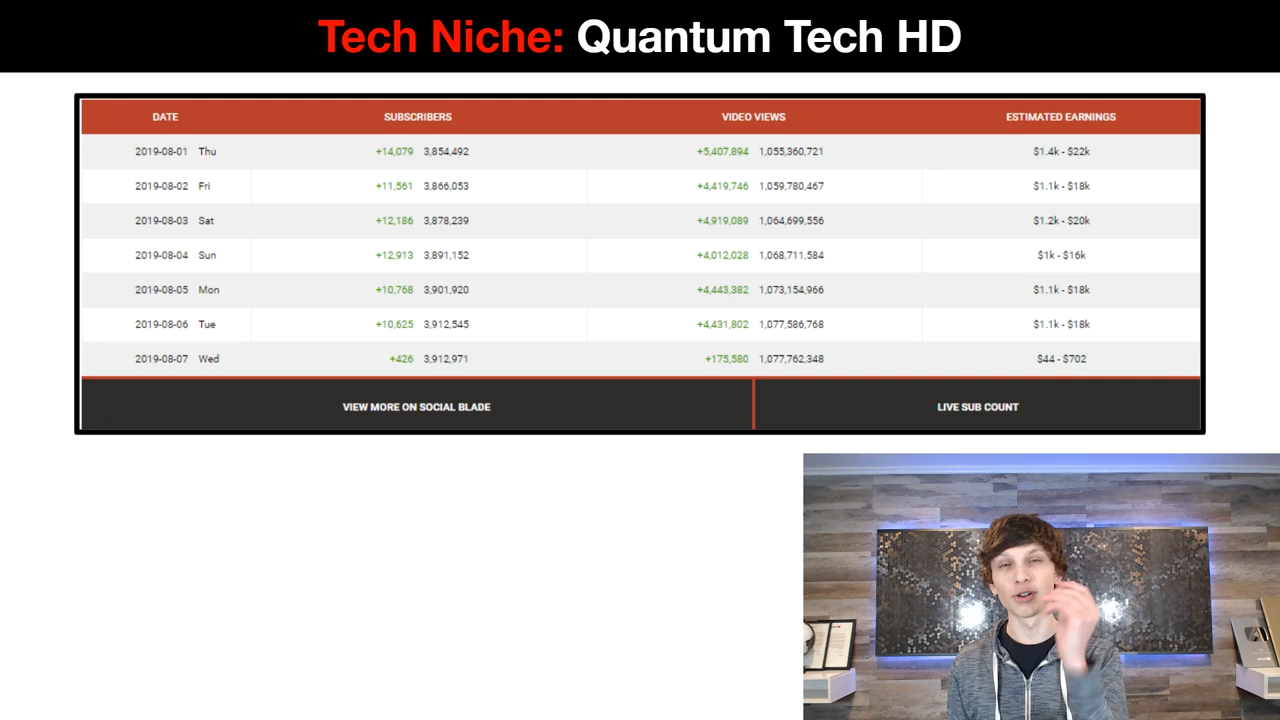 Tech Niche: Quantum Tech HD
DATE SUBSCRIBERS VIDEO VIEWS ESTIMATED EARNINGS
2019-08-01 Thu +14,079 3,854,492 +5,407,894 1,055,360,721 $1.4k - $22k
2019-08-02 Fri +11,561 3,866,053 +4,419,746 1,059,780,467 $1.1k - $18k
2019-08-03 Sat +12,186 3,878,239 +4,919,089 1,064,699,556 $1.2k - $20k
2019-08-04 Sun +12,913 3,891,152 +4,012,028 1,068,711,584 $1k - $16k
2019-08-05 Mon +10,768 3,901,920 +4,443,382 1,073,154,966 $1.1k - $18k
2019-08-06 Tue +10,625 3,912,545 +4,431,802 1,077,586,768 $1.1k - $18k
2019-08-07 Wed +426 3,912,971 +175,580 1,077,762,348 $44 - $702
VIEW MORE ON SOCIAL BLADE LIVE SUB COUNT